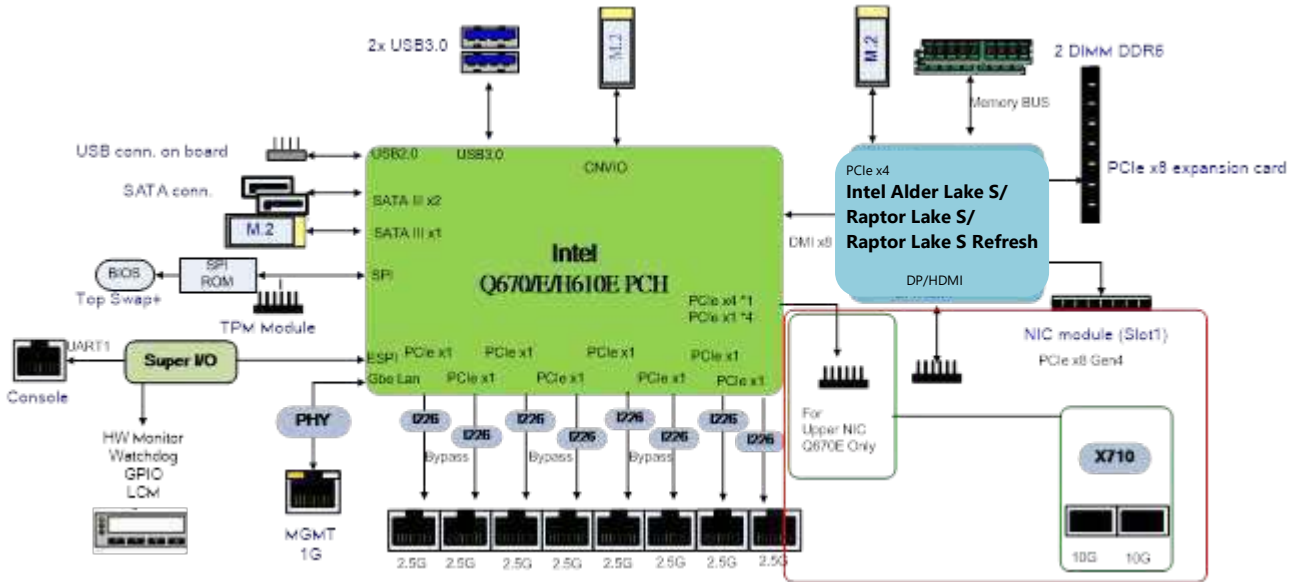 2x USB3.0
M.2
M.2
2 DIMM DDR5
Memory BUS
USB conn. on board
USB2.0
USB3.0
CNVIO
PCIe x4
PCIe x8 expansion card
SATA conn.
SATA III x2
Intel Alder Lake S/
Raptor Lake S/
Raptor Lake S Refresh
M.2
SATA III x1
DMI x8
Intel
Q670/E/H610E PCH
BIOS
SPI
ROM
SPI
DP/HDMI
Top Swap+
TPM Module
PCIe x4 *1
PCIe x1 *4
NIC module (Slot1)
PCIe x8 Gen4
UART1
Super I/O
ESPI
PCIe x1
PCIe x1
PCIe x1
PCIe x1
Console
Gbe Lan
PCIe x1
PCIe x1
PCIe x1
PCIe x1
PHY
I226
I226
I226
I226
I226
I226
I226
I226
For
Upper NIC
Q670E Only
HW Monitor
Watchdog
GPIO
LCM
Bypass
Bypass
Bypass
X710
MGMT
1G
2.5G
2.5G
2.5G
2.5G
2.5G
2.5G
2.5G
2.5G
10G
10G